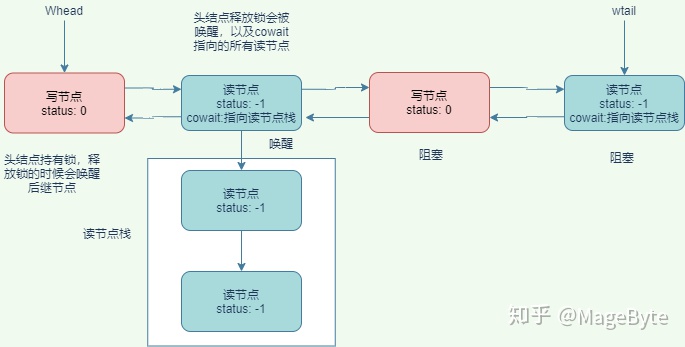 Whead
头结点释放锁会被
唤醒，以及cowait
指向的所有读节点
wtail
写节点
status: 0
读节点
status: -1
cowait:指向读节点栈
写节点
status: 0
读节点
status: -1
cowait:指向读节点栈
头结点持有锁，释
放锁的时候会唤醒
后继节点
唤醒
阻塞
阻塞
读节点
status: -1
读节点栈
读节点
status: -1
知乎 @MageByte